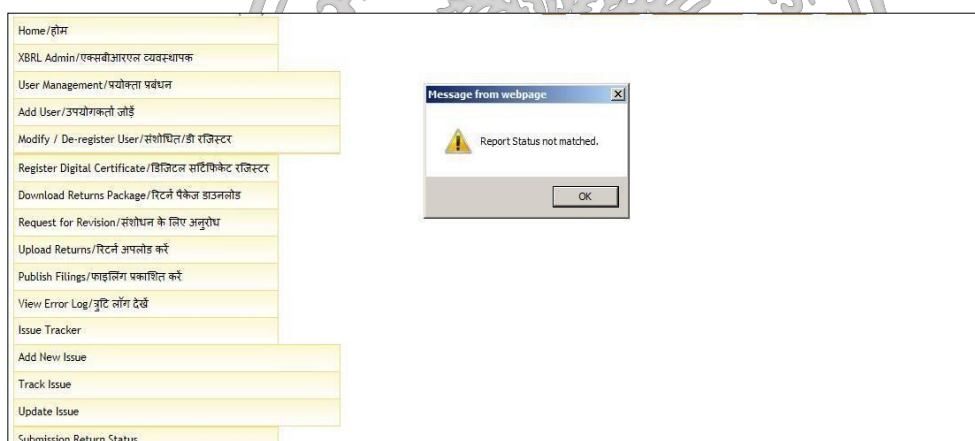 Home/होम
XBRL Admin/एक्सबीआरएल व्यवस्थापक
User Management/प्रयोक्ता प्रबंधन
Add User/उपयोगकर्ता जोड़ें
Modify / De-register User/संशोधित/डी रजिस्टर
Register Digital Certificate/डिजिटल सर्टिफिकेट रजिस्टर
Download Returns Package/रिटर्न पैकेज डाउनलोड
Request for Revision/संशोधन के लिए अनुरोध
Upload Returns/रिटर्न अपलोड करें
Publish Filings/फाइलिंग प्रकाशित करें
View Error Log/त्रुटि लॉग देखें
Issue Tracker
Add New Issue
Track Issue
Update Issue
Submission Return Status
Message from webpage
Report Status not matched.
OK